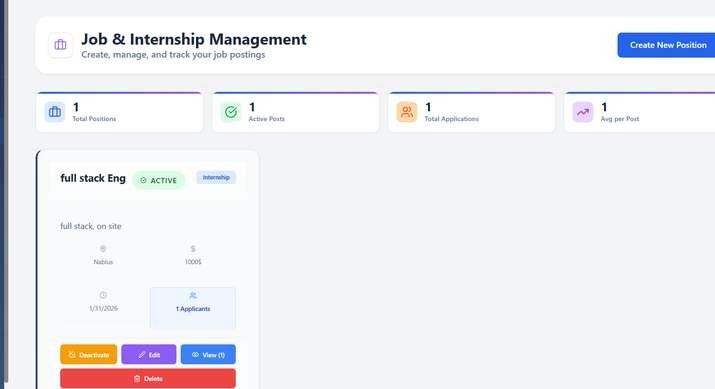 Job & Internship Management
Create, manage, and track your job postings
Create New Position
1
Total Positions
1
Active Posts
1
Total Applications
1
Avg per Post
full stack Eng
ACTIVE
Internship
full stack, on site
Nablus
$
1000$
1/31/2026
1 Applicants
Deactivate
Edit
View (1)
Delete